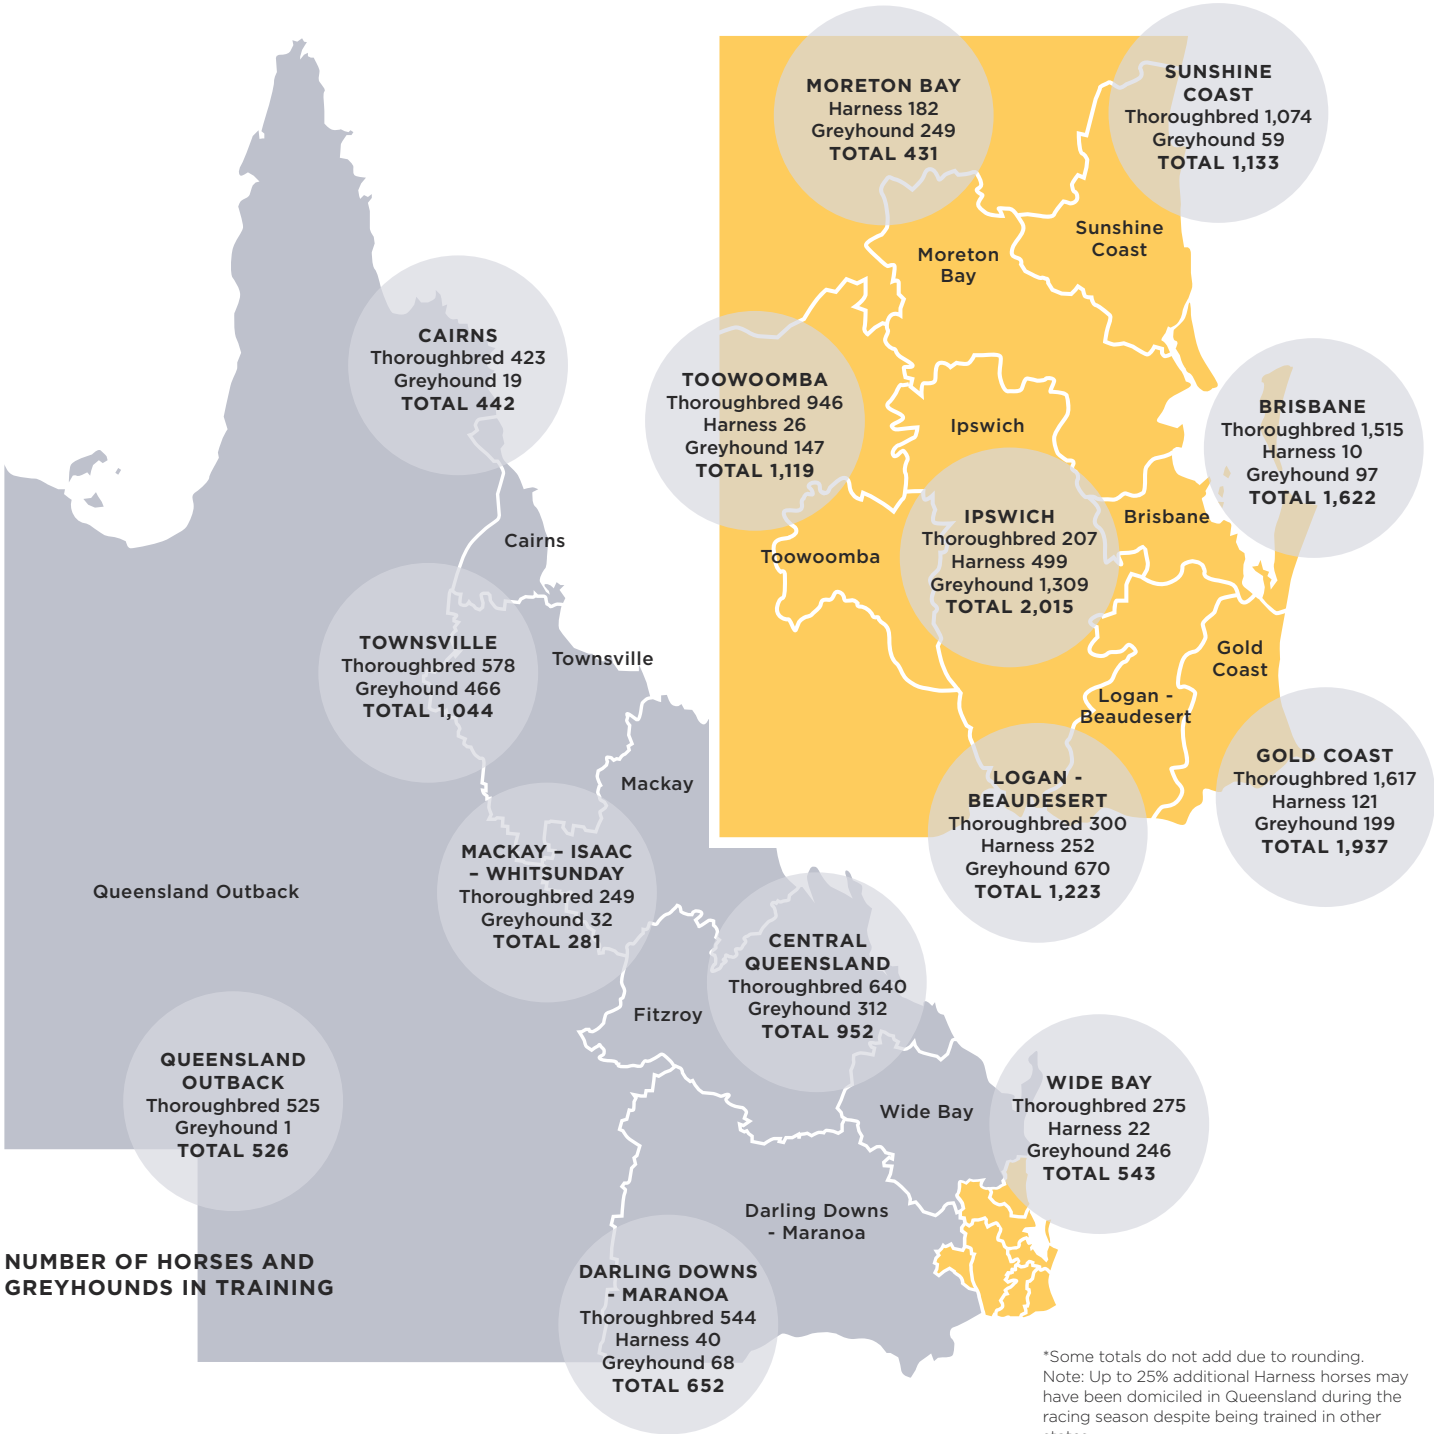 MORETON BAY
Harness 182
Greyhound 249
TOTAL 431
SUNSHINE
COAST
Thoroughbred 1,074
Greyhound 59
TOTAL 1,133
Sunshine
Coast
Moreton
Bay
CAIRNS
Thoroughbred 423
Greyhound 19
TOTAL 442
TOOWOOMBA
Thoroughbred 946
Harness 26
Greyhound 147
TOTAL 1,119
Ipswich
BRISBANE
Thoroughbred 1,515
Harness 10
Greyhound 97
TOTAL 1,622
IPSWICH
Thoroughbred 207
Harness 499
Greyhound 1,309
TOTAL 2,015
Brisbane
Cairns
Toowoomba
TOWNSVILLE
Thoroughbred 578
Greyhound 466
TOTAL 1,044
Townsville
Gold
Coast
Logan -
Beaudesert
Mackay
LOGAN -
BEAUDESERT
Thoroughbred 300
Harness 252
Greyhound 670
TOTAL 1,223
GOLD COAST
Thoroughbred 1,617
Harness 121
Greyhound 199
TOTAL 1,937
MACKAY – ISAAC
– WHITSUNDAY
Thoroughbred 249
Greyhound 32
TOTAL 281
Queensland Outback
CENTRAL
QUEENSLAND
Thoroughbred 640
Greyhound 312
TOTAL 952
Fitzroy
QUEENSLAND
OUTBACK
Thoroughbred 525
Greyhound 1
TOTAL 526
Wide Bay
WIDE BAY
Thoroughbred 275
Harness 22
Greyhound 246
TOTAL 543
Darling Downs
- Maranoa
NUMBER OF HORSES AND
GREYHOUNDS IN TRAINING
DARLING DOWNS
- MARANOA
Thoroughbred 544
Harness 40
Greyhound 68
TOTAL 652
*Some totals do not add due to rounding.
Note: Up to 25% additional Harness horses may
have been domiciled in Queensland during the
racing season despite being trained in other